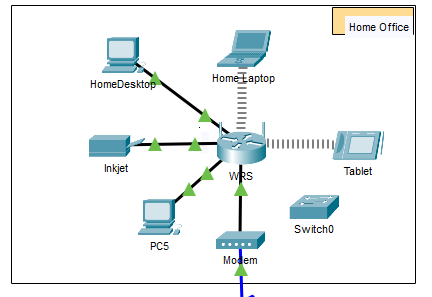 Home Office
HomeDesktop
Home Laptop
Inkjet
WRS
Tablet
PC5
Switch0
Modem